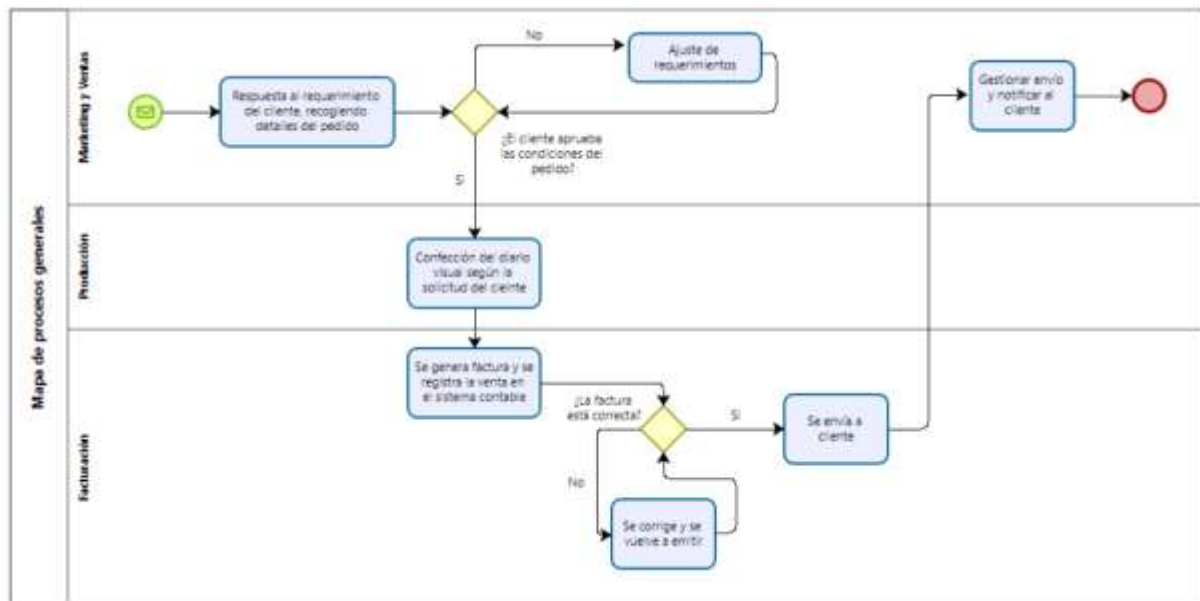 Mapa de procesos generales
Marketing y Ventas
Respuesta al requerimiento
del cliente, recogiendo
detalles del pedido
No
Ajuste de
requerimientos
¿El cliente aprueba
las condiciones del
pedido?
Si
Gestionar envío
y notificar al
cliente
Producción
Confección del diario
visual según la
solicitud del cleinte
Facturación
Se genera factura y se
registra la venta en
el sistema contable
¿La factura
está correcta?
Si
Se envía a
cliente
No
Se corrige y se
vuelve a emitir